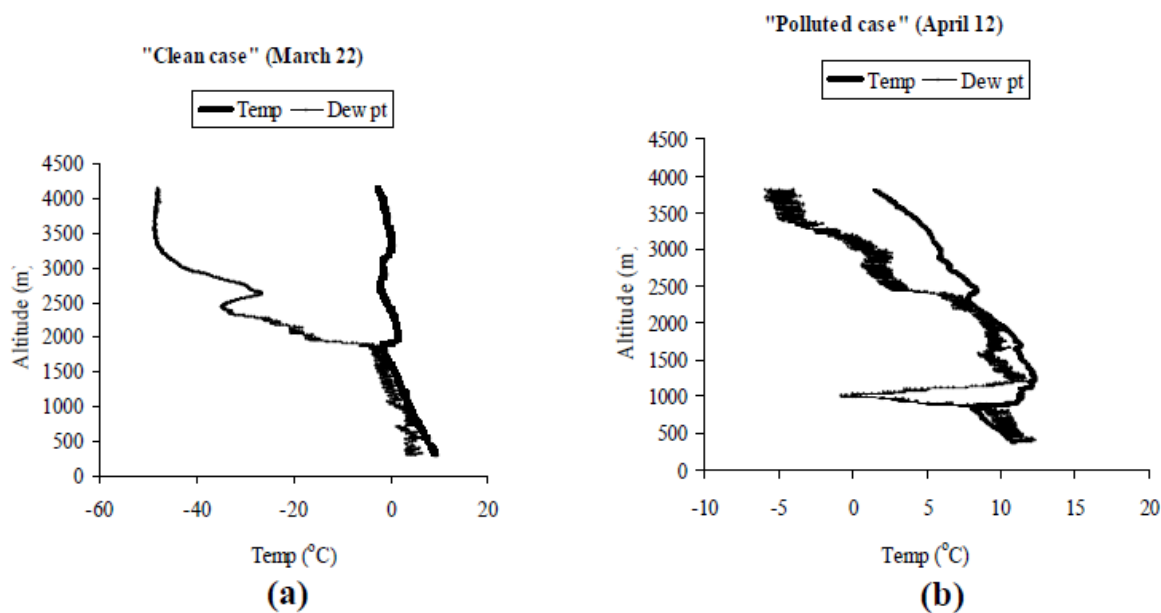 "Clean case" (March 22)
Temp Dew pt
4500
4000
3500
3000
2500
2000
1500
1000
500
0
Altitude (m)
-60 -40 -20 0 20
Temp (°C)
(a)
"Polluted case" (April 12)
Temp Dew pt
4500
4000
3500
3000
2500
2000
1500
1000
500
0
Altitude (m)
-10 -5 0 5 10 15 20
Temp (°C)
(b)